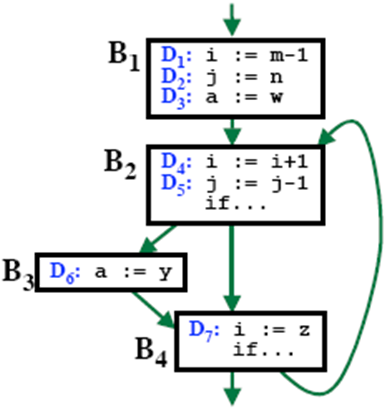 B1
D1: i := m-1
D2: j := n
D3: a := w
B2
D4: i := i+1
D5: j := j-1
if...
B3
D6: a := y
B4
D7: i := z
if...